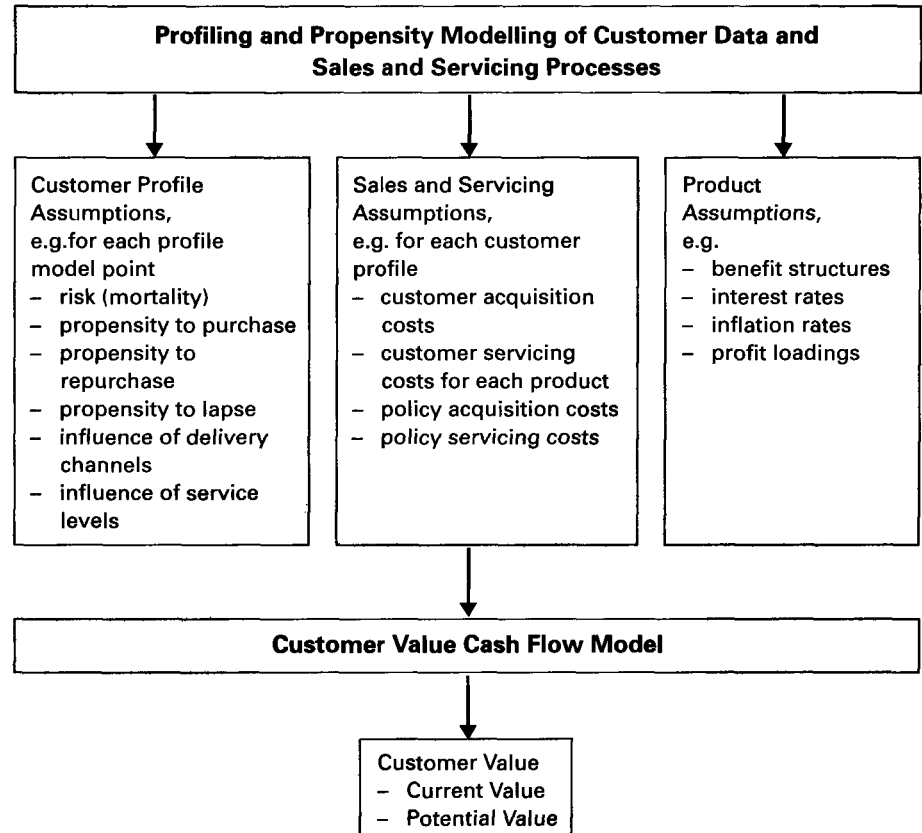 Profiling and Propensity Modelling of Customer Data and
Sales and Servicing Processes
Customer Profile
Assumptions,
e.g.for each profile
model point
– risk (mortality)
– propensity to purchase
– propensity to
repurchase
– propensity to lapse
– influence of delivery
channels
– influence of service
levels
Sales and Servicing
Assumptions,
e.g. for each customer
profile
– customer acquisition
costs
– customer servicing
costs for each product
– policy acquisition costs
– policy servicing costs
Product
Assumptions,
e.g.
– benefit structures
– interest rates
– inflation rates
– profit loadings
Customer Value Cash Flow Model
Customer Value
– Current Value
– Potential Value